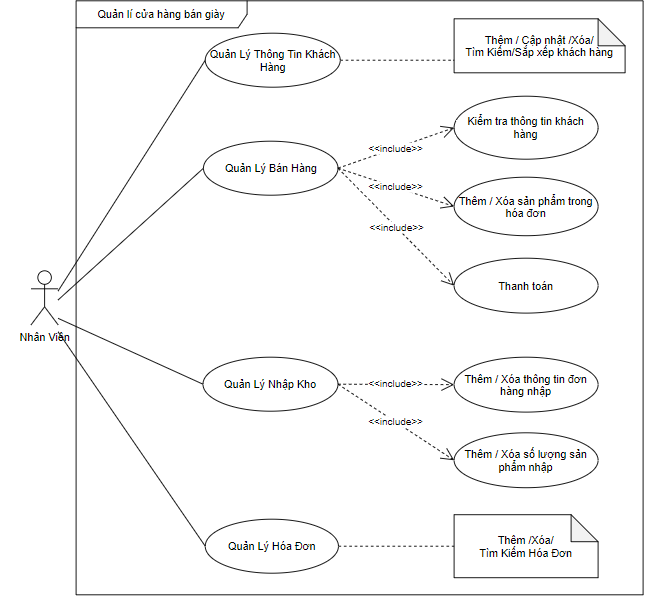 Quản lí cửa hàng bán giày
Quản Lý Thông Tin Khách
Hàng
Thêm / Cập nhật /Xóa/
Tìm Kiếm/Sắp xếp khách hàng
Kiểm tra thông tin khách
hàng
<<include>>
Quản Lý Bán Hàng
<<include>>
Thêm / Xóa sản phẩm trong
hóa đơn
<<include>>
Thanh toán
Nhân Viên
Quản Lý Nhập Kho
<<include>>
Thêm / Xóa thông tin đơn
hàng nhập
<<include>>
Thêm / Xóa số lượng sản
phẩm nhập
Quản Lý Hóa Đơn
Thêm /Xóa/
Tìm Kiếm Hóa Đơn